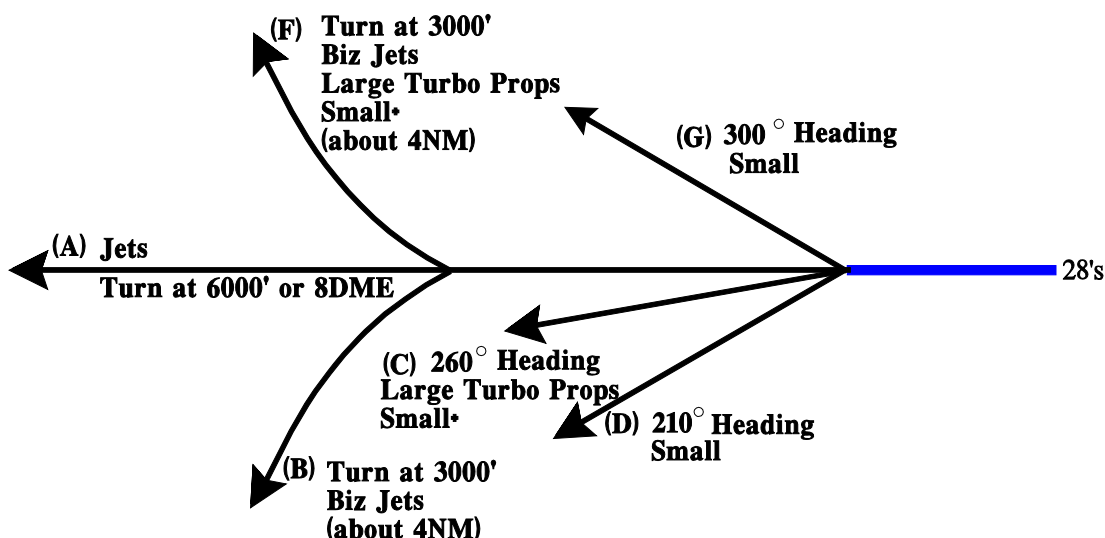 (F) Turn at 3000'
Biz Jets
Large Turbo Props
Small+
(about 4NM)
(G) 300° Heading
Small
(A) Jets
Turn at 6000' or 8DME
28's
(C) 260° Heading
Large Turbo Props
Small+
(D) 210° Heading
Small
(B) Turn at 3000'
Biz Jets
(about 4NM)